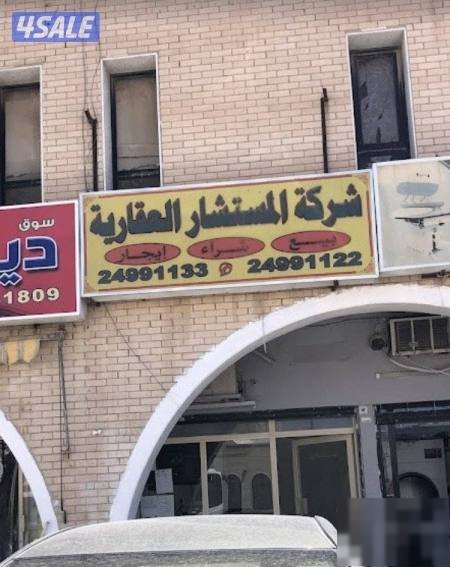 4SALE
شركة المستشار العقارية
بيع شراء ايجار
24991133 24991122
سوق
1809